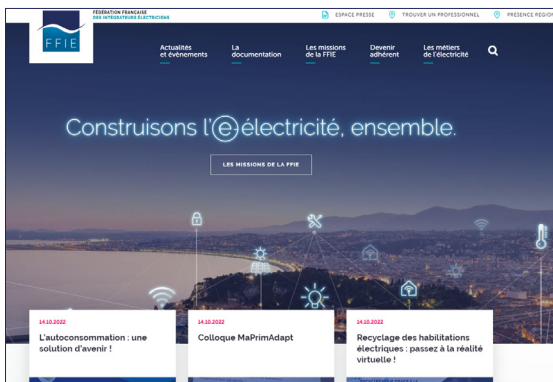 FÉDÉRATION FRANÇAISE
DES INTÉGRATEURS ÉLECTRICIENS
FFIE
ESPACE PRESSE
TROUVER UN PROFESSIONNEL
PRÉSENCE RÉGION
Actualités
et évènements
La
documentation
Les missions
de la FFIE
Devenir
adhérent
Les métiers
de l'électricité
Construisons l'e-électricité, ensemble.
LES MISSIONS DE LA FFIE
14.10.2022
L'autoconsommation : une
solution d'avenir !
14.10.2022
Colloque MaPrimAdapt
14.10.2022
Recyclage des habilitations
électriques : passez à la réalité
virtuelle !